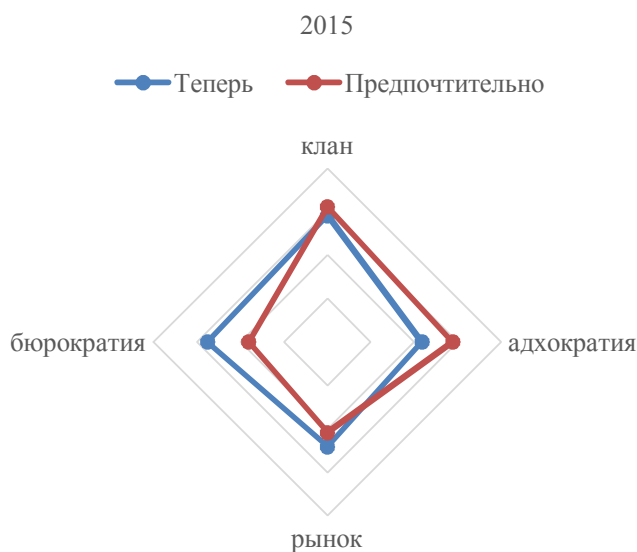 2015
Теперь Предпочтительно
клан
бюрократия адхократия
рынок